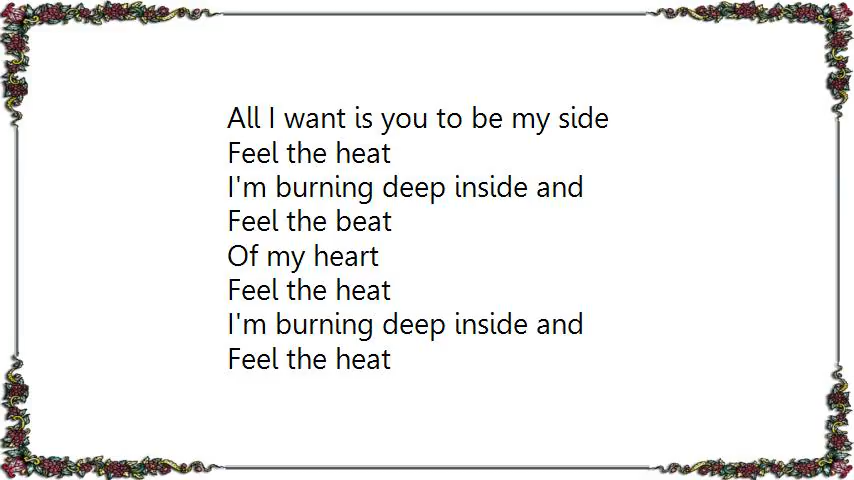 All I want is you to be my side
Feel the heat
I'm burning deep inside and
Feel the beat
Of my heart
Feel the heat
I'm burning deep inside and
Feel the heat